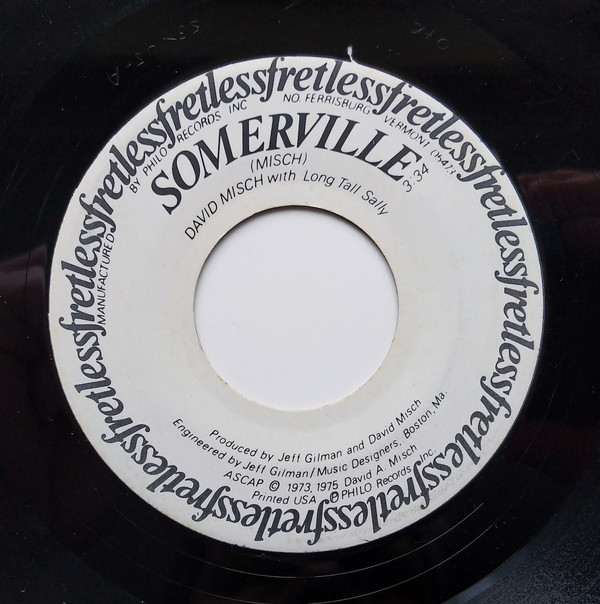 fretlessfretlessfretlessfretlessfretlessfretlessfretlessfretlessfretlessfretlessfretlessfretless
MANUFACTURED BY PHILO RECORDS INC NO. FERRISBURG VERMONT 05473
SOMERVILLE
3:34
(MISCH)
DAVID MISCH with Long Tall Sally
Produced by Jeff Gilman and David Misch
Engineered by Jeff Gilman/Music Designers, Boston, Ma.
ASCAP © 1973, 1975 David A. Misch
Printed USA ℗ PHILO Records Inc.